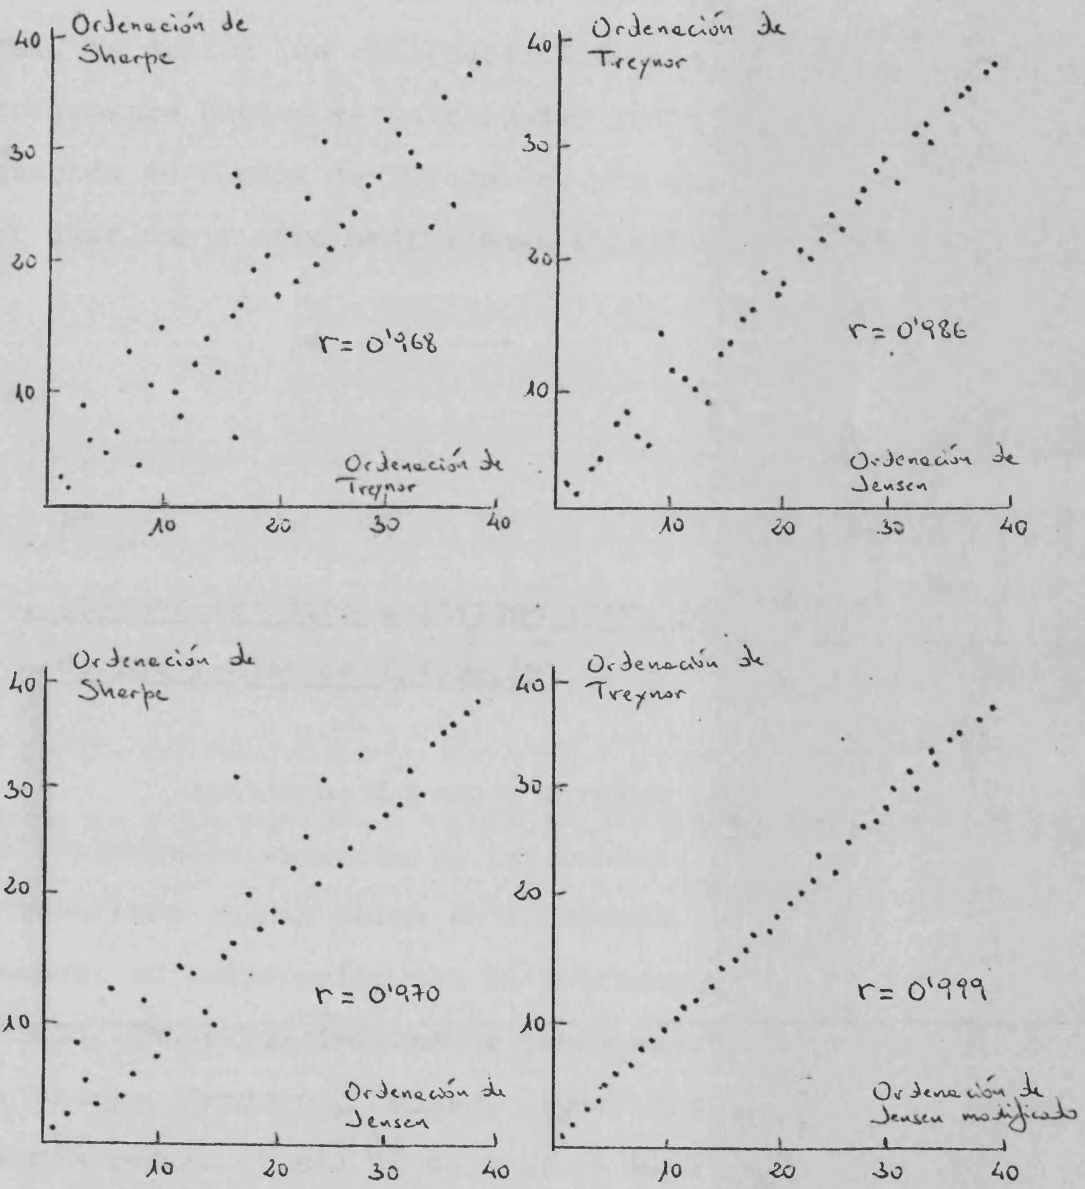 Ordenación de
Sharpe
40
30
20
10
r = 0'968
Ordenación de
Treynor
10 20 30 40
Ordenación de
Treynor
40
30
20
10
r = 0'986
Ordenación de
Jensen
10 20 30 40
Ordenación de
Sharpe
40
30
20
10
r = 0'970
Ordenación de
Jensen
10 20 30 40
Ordenación de
Treynor
40
30
20
10
r = 0'999
Ordenación de
Jensen modificado
10 20 30 40